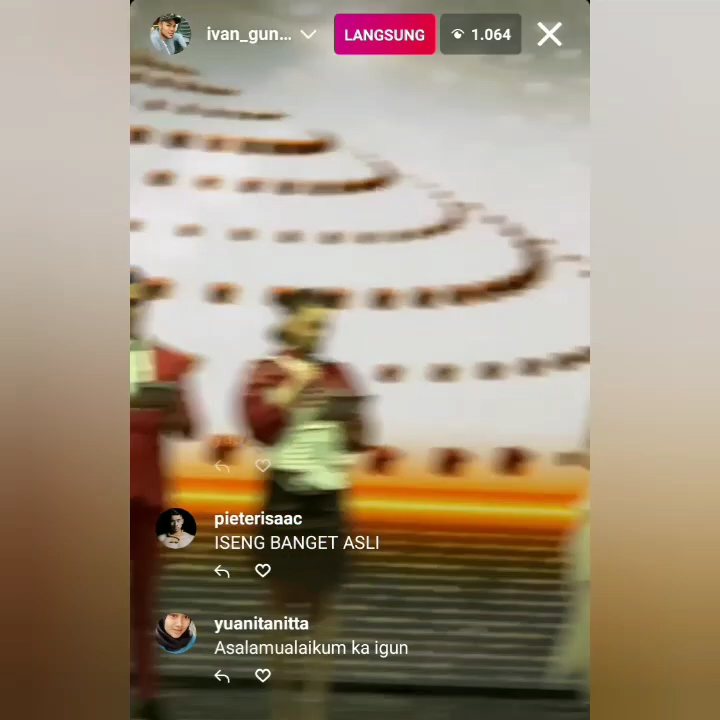 ivan_gun...
LANGSUNG
1.064
pieterisaac
ISENG BANGET ASLI
yuanitanitta
Asalamualaikum ka igun